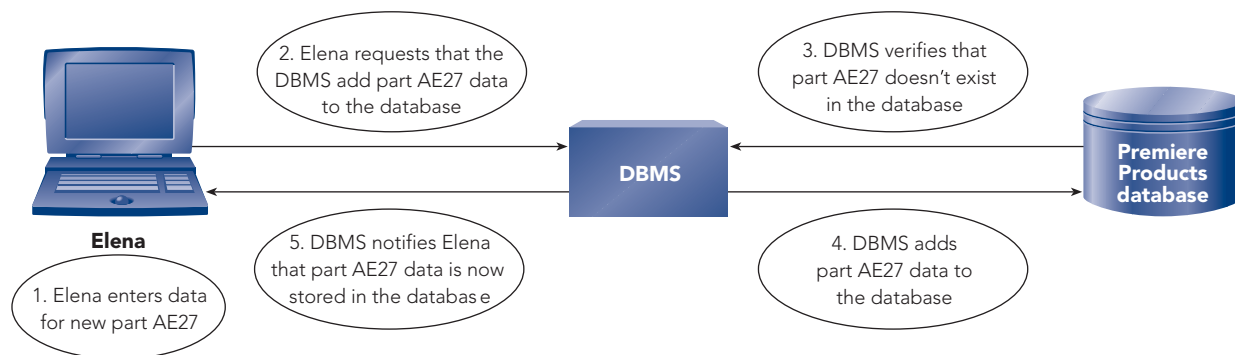 2. Elena requests that the
DBMS add part AE27 data
to the database
3. DBMS verifies that
part AE27 doesn't exist
in the database
DBMS
Premiere
Products
database
Elena
1. Elena enters data
for new part AE27
5. DBMS notifies Elena
that part AE27 data is now
stored in the database
4. DBMS adds
part AE27 data to
the database